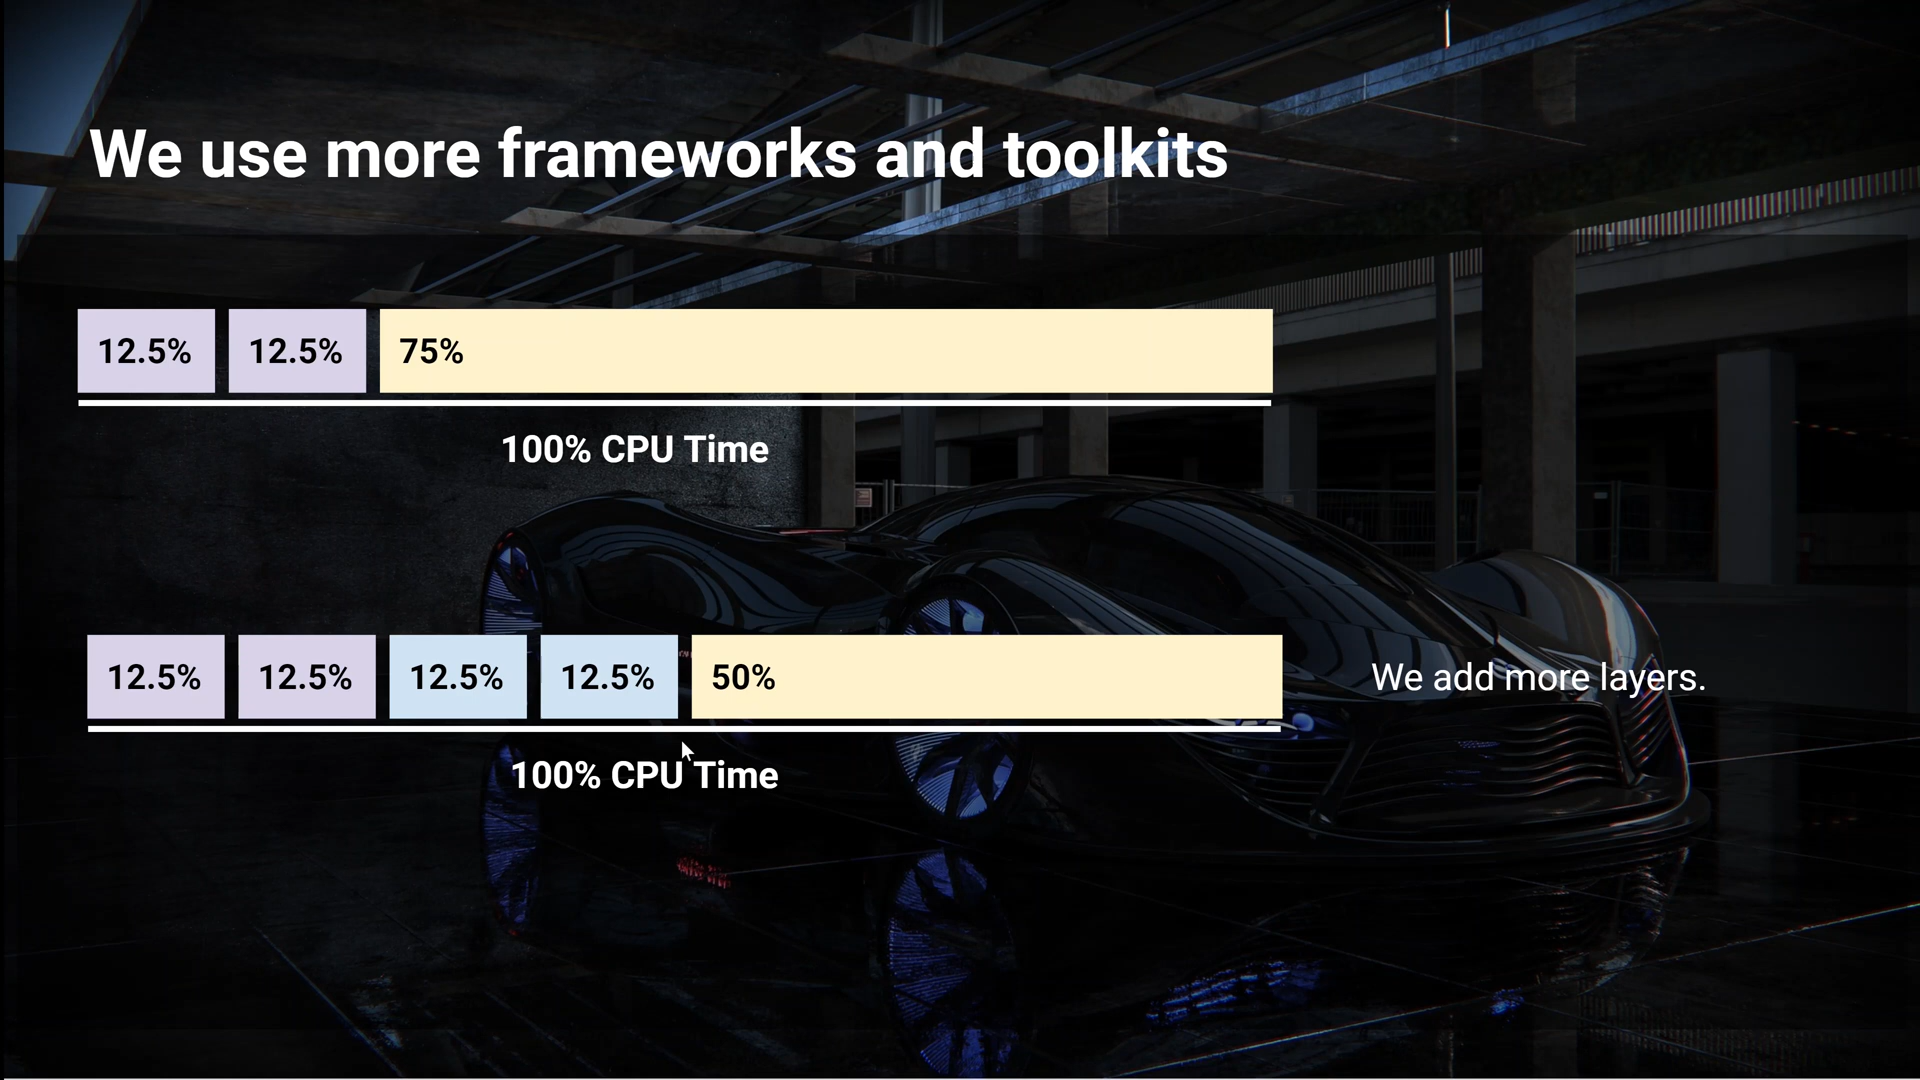 We use more frameworks and toolkits
12.5% 12.5% 75%
100% CPU Time
12.5% 12.5% 12.5% 12.5% 50% We add more layers.
100% CPU Time